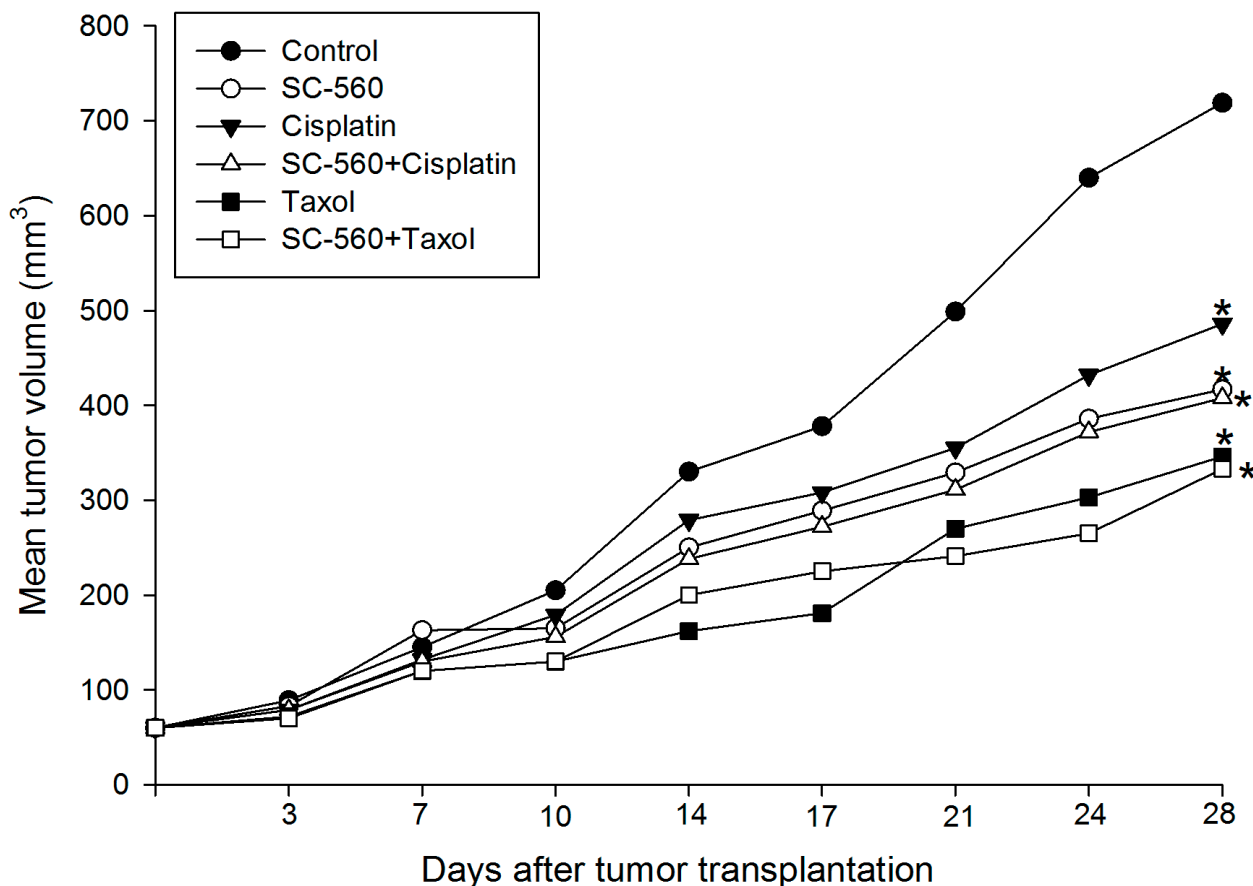 800
700
600
500
400
300
200
100
0
Mean tumor volume (mm³)
Control
SC-560
Cisplatin
SC-560+Cisplatin
Taxol
SC-560+Taxol
*
*
*
*
*
3 7 10 14 17 21 24 28
Days after tumor transplantation